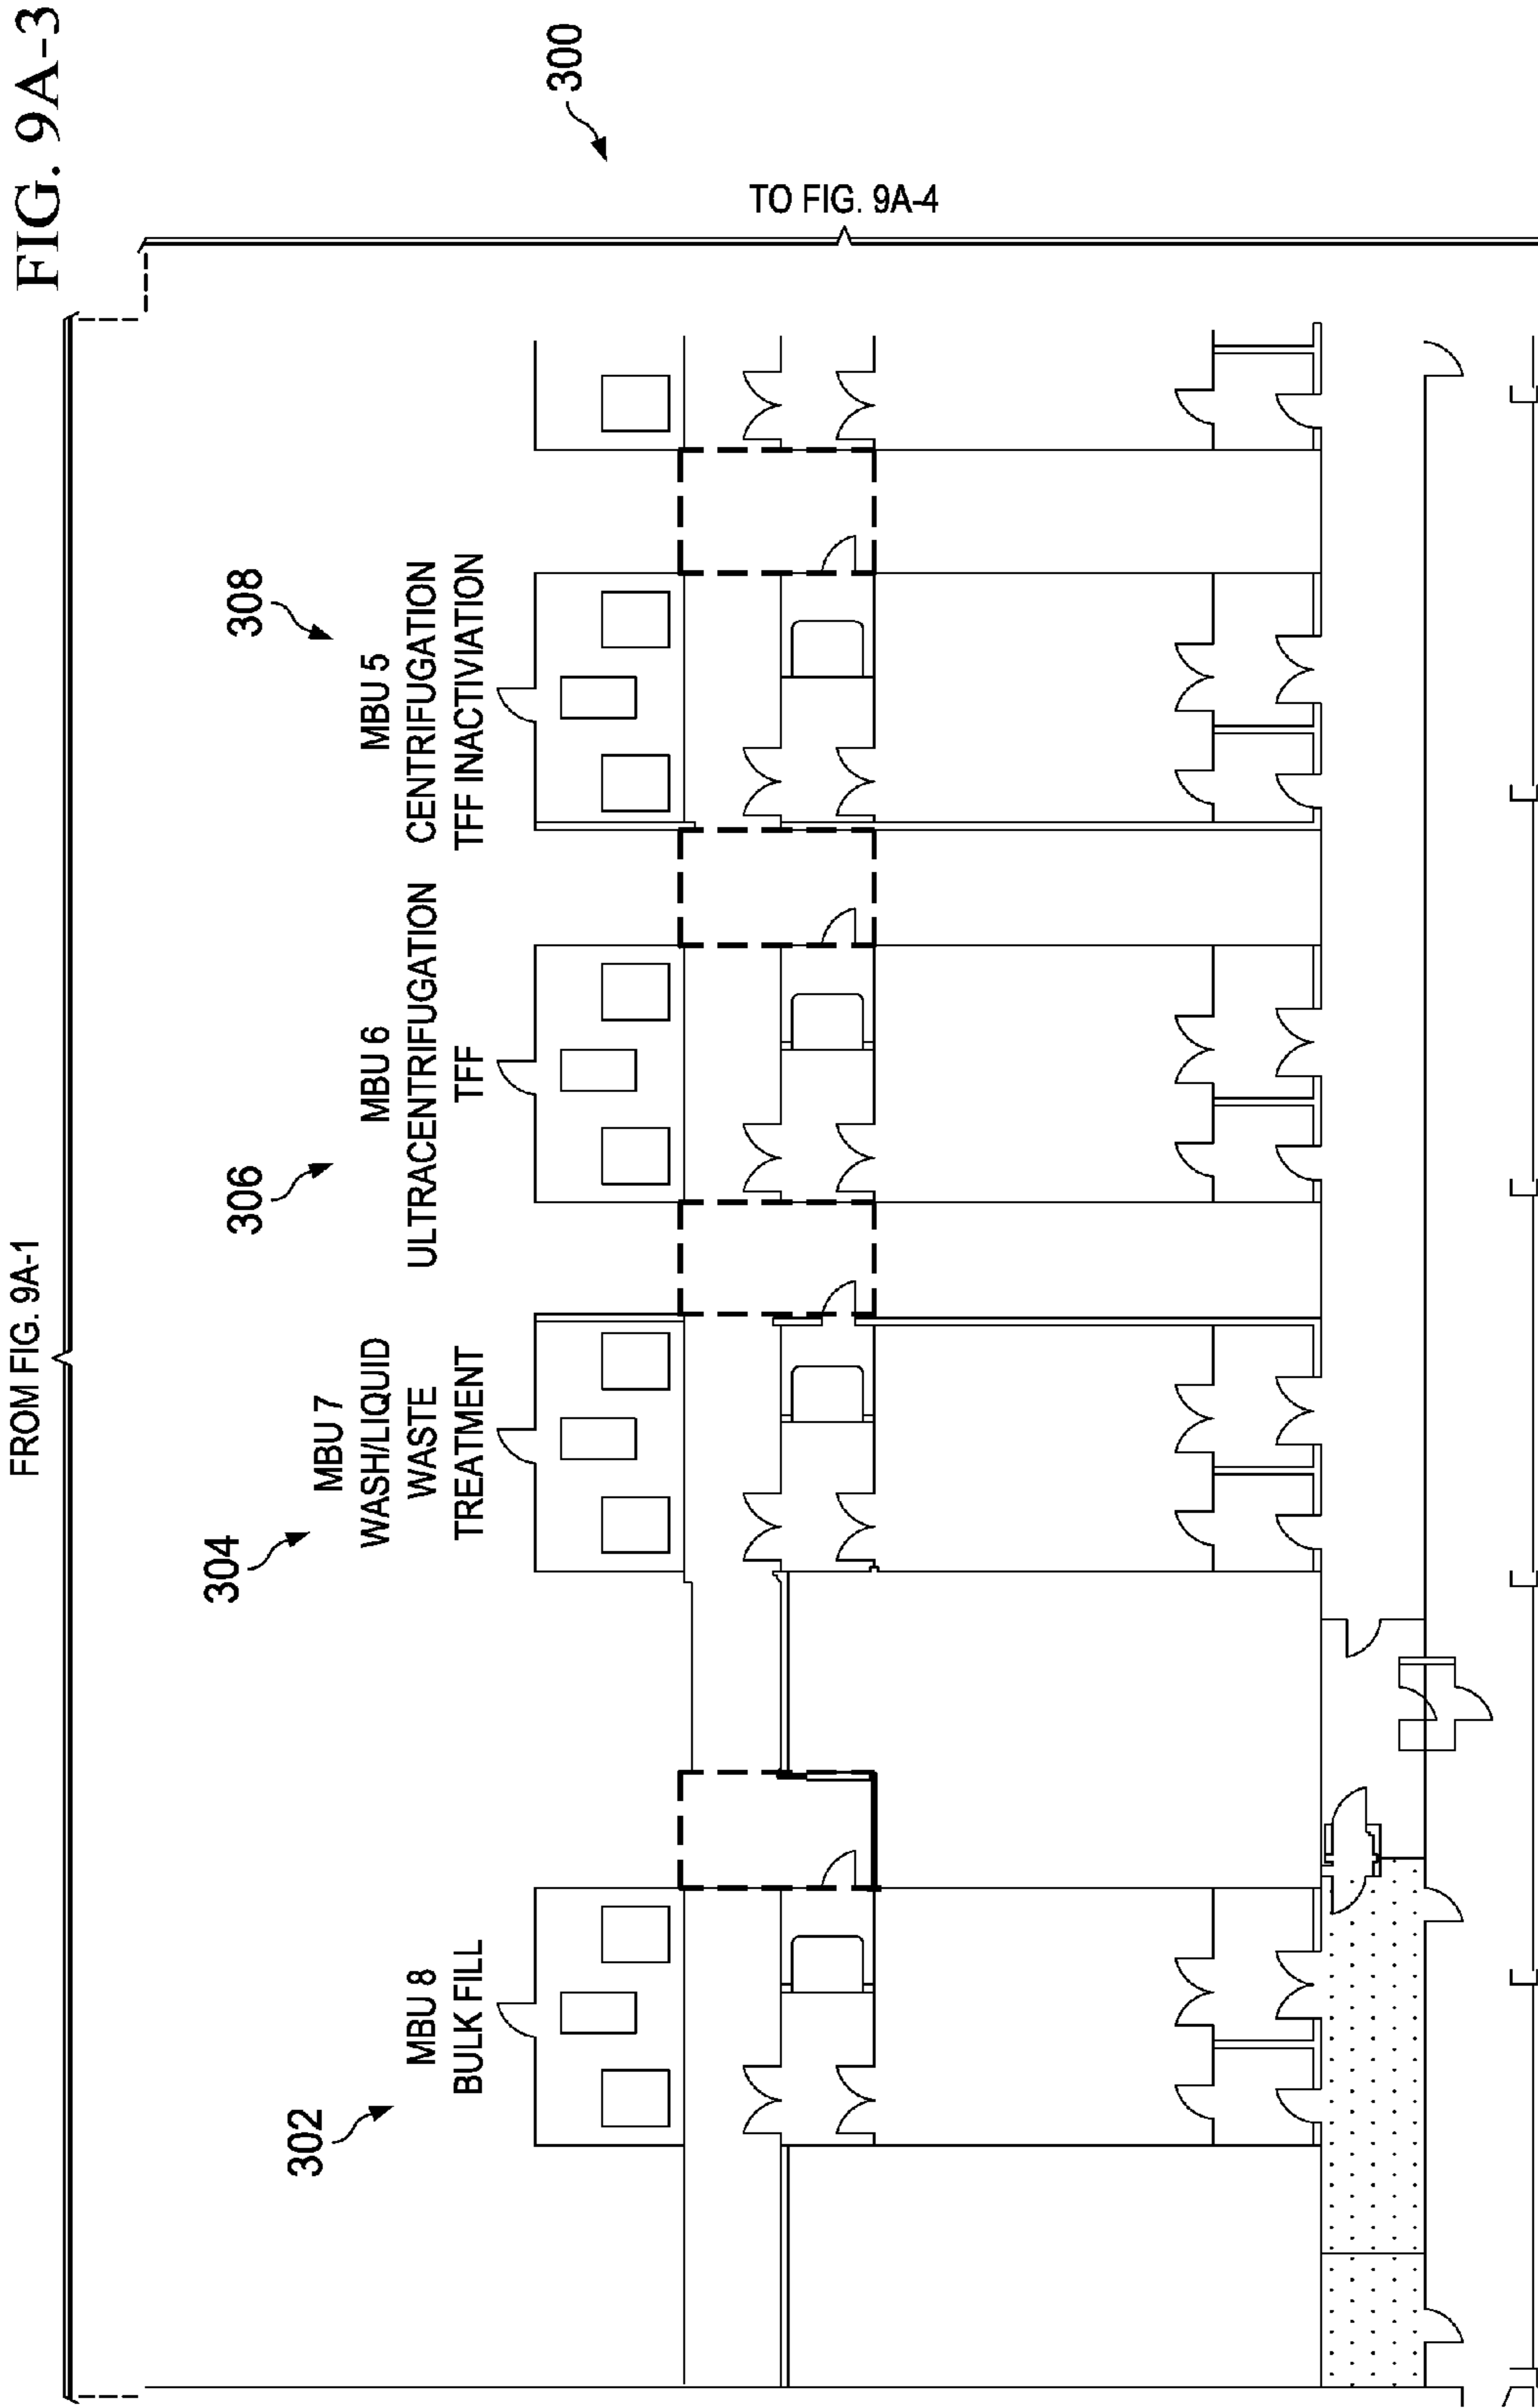 FIG. 9A-3
FROM FIG. 9A-1
TO FIG. 9A-4
300
302
MBU 8
BULK FILL
304
MBU 7
WASH/LIQUID
WASTE
TREATMENT
306
MBU 6
ULTRACENTRIFUGATION
TFF
308
MBU 5
CENTRIFUGATION
TFF INACTIVIATION